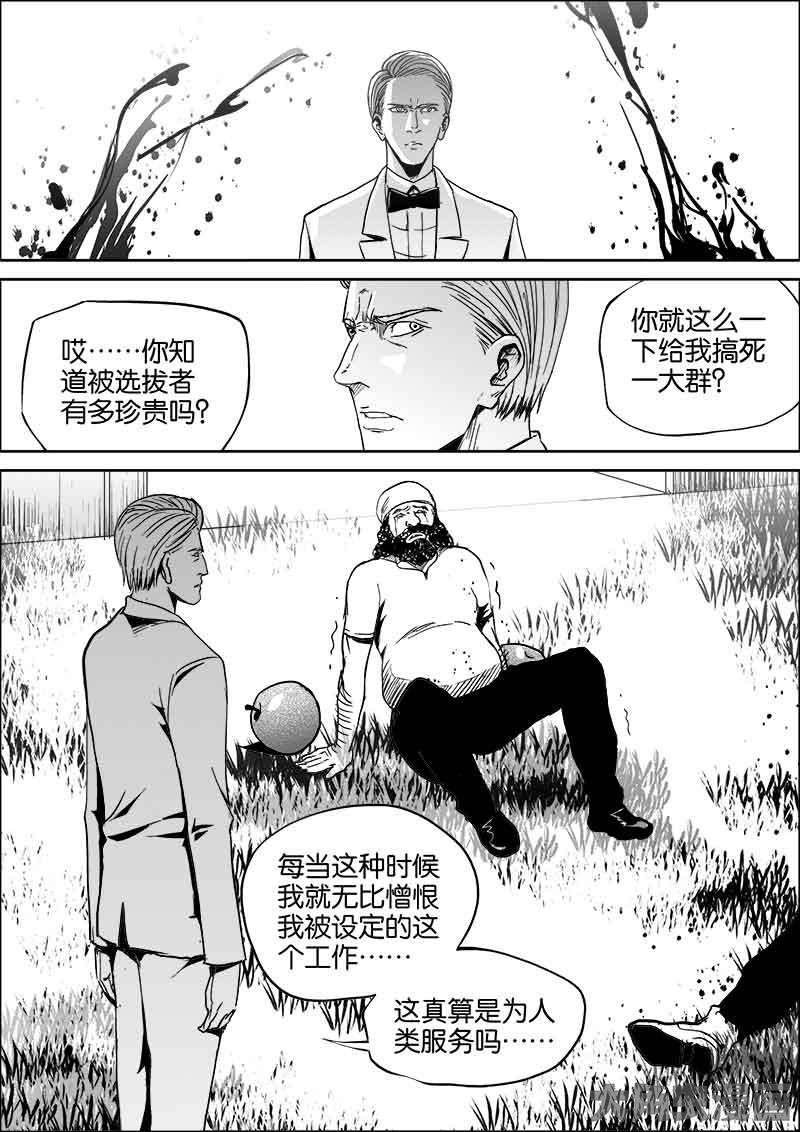 你就这么一
下给我搞死
一大群?
哎……你知
道被选拔者
有多珍贵吗?
每当这种时候
我就无比憎恨
我被设定的这
个工作……
这真算是为人
类服务吗……